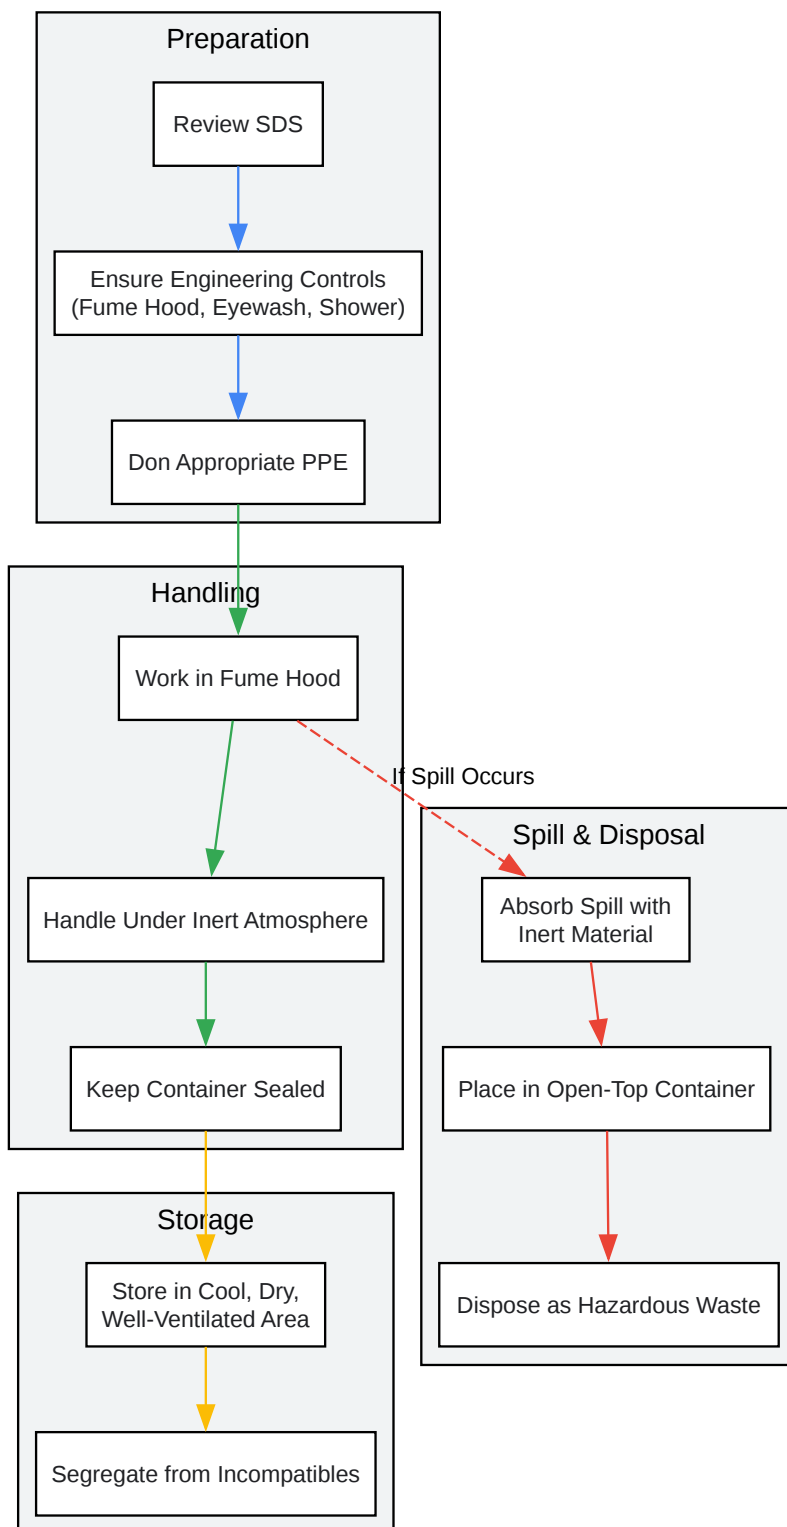 Preparation
Review SDS
Ensure Engineering Controls
(Fume Hood, Eyewash, Shower)
Don Appropriate PPE
Handling
Work in Fume Hood
If Spill Occurs
Handle Under Inert Atmosphere
Keep Container Sealed
Spill & Disposal
Absorb Spill with
Inert Material
Place in Open-Top Container
Dispose as Hazardous Waste
Storage
Store in Cool, Dry,
Well-Ventilated Area
Segregate from Incompatibles